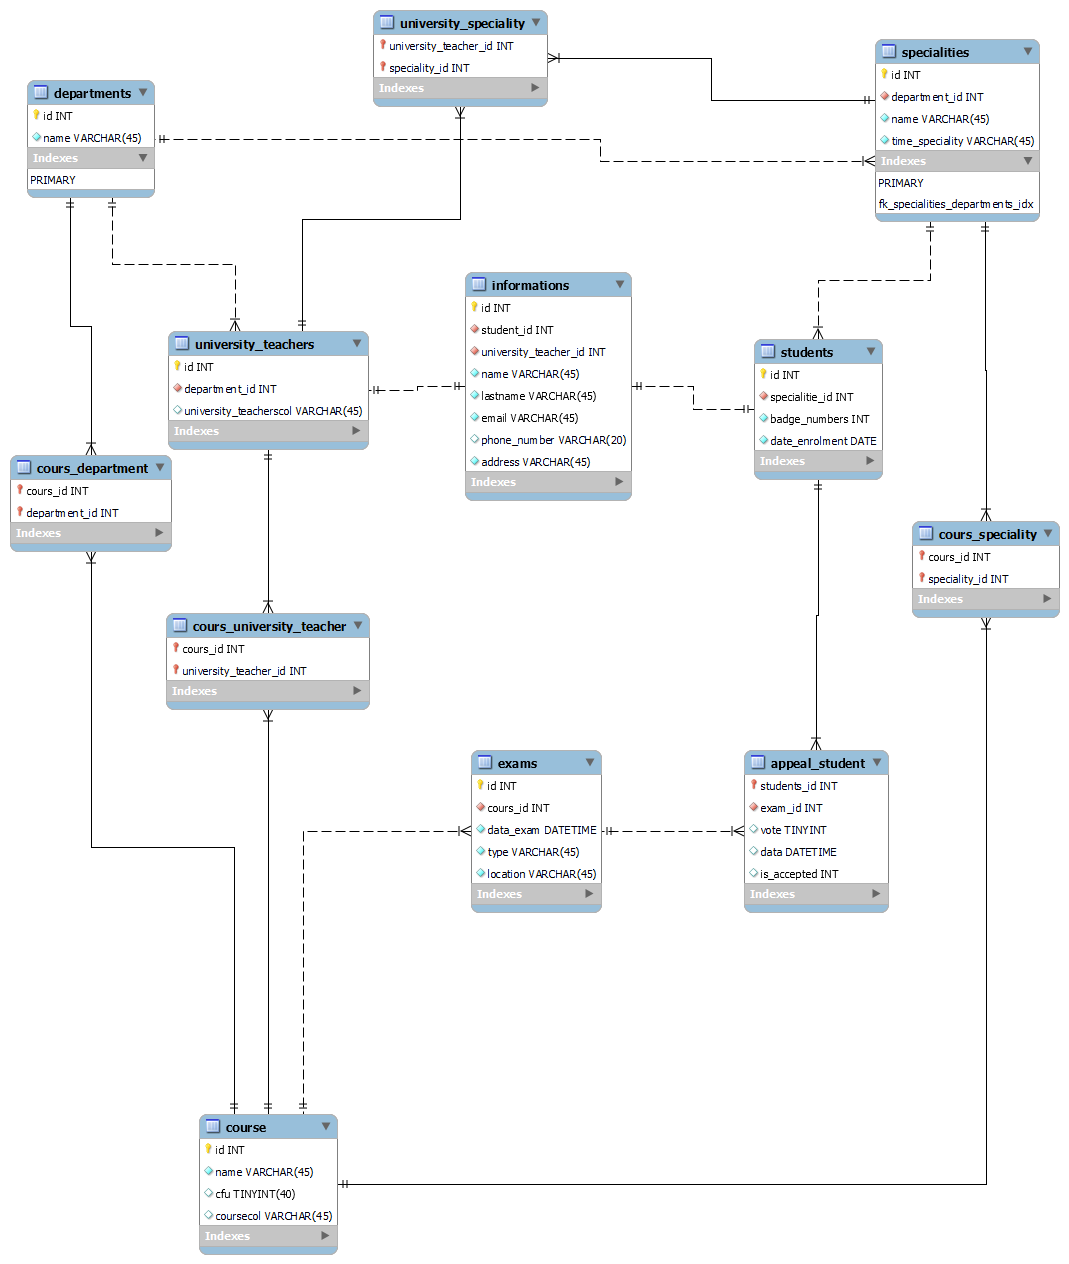 university_speciality
university_teacher_id INT
speciality_id INT
Indexes
specialities
id INT
department_id INT
name VARCHAR(45)
time_speciality VARCHAR(45)
Indexes
PRIMARY
fk_specialities_departments_idx
departments
id INT
name VARCHAR(45)
Indexes
PRIMARY
informations
id INT
student_id INT
university_teacher_id INT
name VARCHAR(45)
lastname VARCHAR(45)
email VARCHAR(45)
phone_number VARCHAR(20)
address VARCHAR(45)
Indexes
university_teachers
id INT
department_id INT
university_teacherscol VARCHAR(45)
Indexes
students
id INT
specialitie_id INT
badge_numbers INT
date_enrolment DATE
Indexes
cours_department
cours_id INT
department_id INT
Indexes
cours_speciality
cours_id INT
speciality_id INT
Indexes
cours_university_teacher
cours_id INT
university_teacher_id INT
Indexes
exams
id INT
cours_id INT
data_exam DATETIME
type VARCHAR(45)
location VARCHAR(45)
Indexes
appeal_student
students_id INT
exam_id INT
vote TINYINT
data DATETIME
is_accepted INT
Indexes
course
id INT
name VARCHAR(45)
cfu TINYINT(40)
coursecol VARCHAR(45)
Indexes